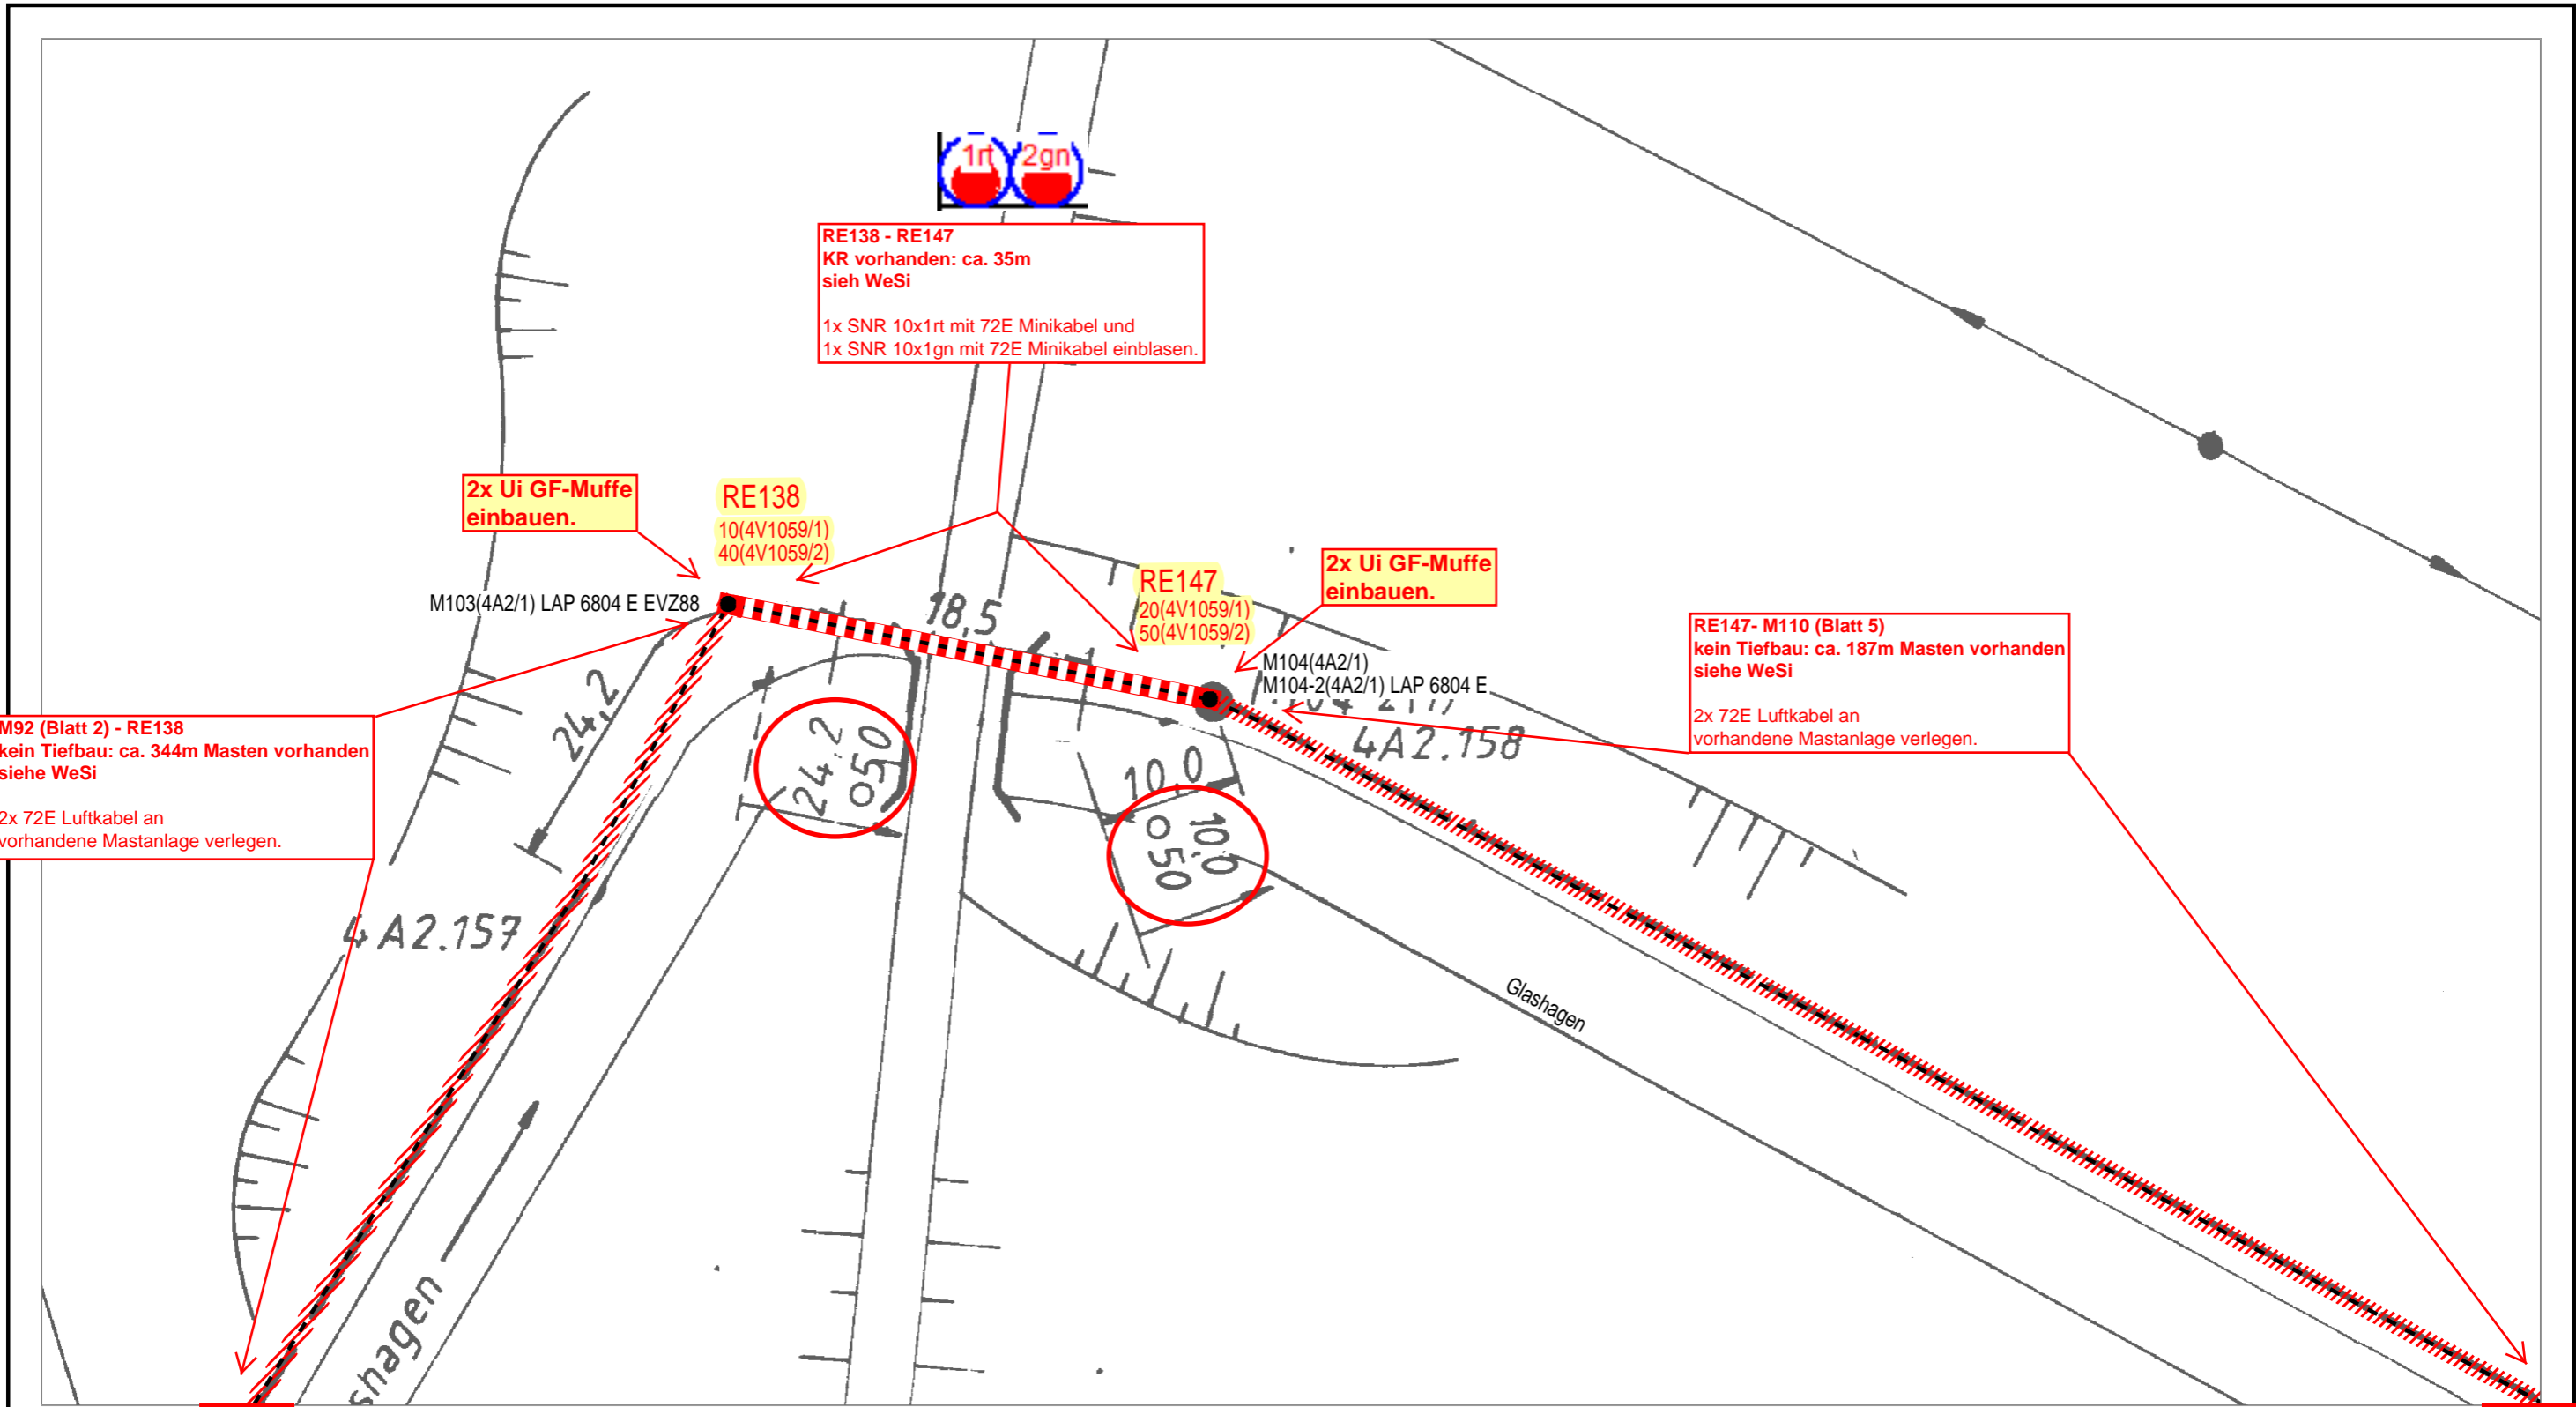 1rt 2gn
RE138 - RE147
KR vorhanden: ca. 35m
sieh WeSi
1x SNR 10x1rt mit 72E Minikabel und
1x SNR 10x1gn mit 72E Minikabel einblasen.
2x Ui GF-Muffe
einbauen.
RE138
10(4V1059/1)
40(4V1059/2)
M103(4A2/1) LAP 6804 E EVZ88
18,5
RE147
20(4V1059/1)
50(4V1059/2)
2x Ui GF-Muffe
einbauen.
M104(4A2/1)
M104-2(4A2/1) LAP 6804 E
4A2.158
RE147- M110 (Blatt 5)
kein Tiefbau: ca. 187m Masten vorhanden
siehe WeSi
2x 72E Luftkabel an
vorhandene Mastanlage verlegen.
M92 (Blatt 2) - RE138
kein Tiefbau: ca. 344m Masten vorhanden
siehe WeSi
2x 72E Luftkabel an
vorhandene Mastanlage verlegen.
24,2
24,2
O50
10,0
10,0
O 50
4A2.157
Glashagen
shagen